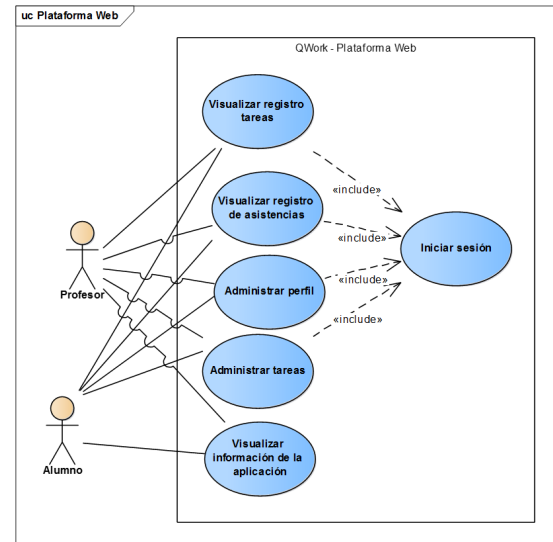 uc Plataforma Web
QWork - Plataforma Web
Visualizar registro
tareas
«include»
Visualizar registro
de asistencias
«include»
Iniciar sesión
Profesor
Administrar perfil
«include»
«include»
Administrar tareas
Alumno
Visualizar
información de la
aplicación